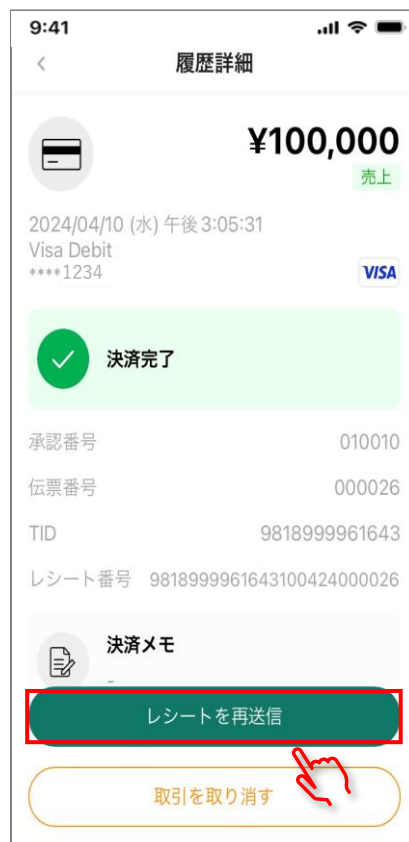 9:41
履歴詳細
¥100,000
売上
2024/04/10 (水) 午後3:05:31
Visa Debit
****1234
VISA
決済完了
承認番号 010010
伝票番号 000026
TID 9818999961643
レシート番号 9818999961643100424000026
決済メモ
-
レシートを再送信
取引を取り消す